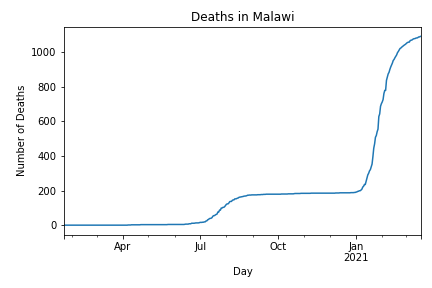 Deaths in Malawi
1000
800
600
400
200
0
Number of Deaths
Apr
Jul
Oct
Jan
2021
Day